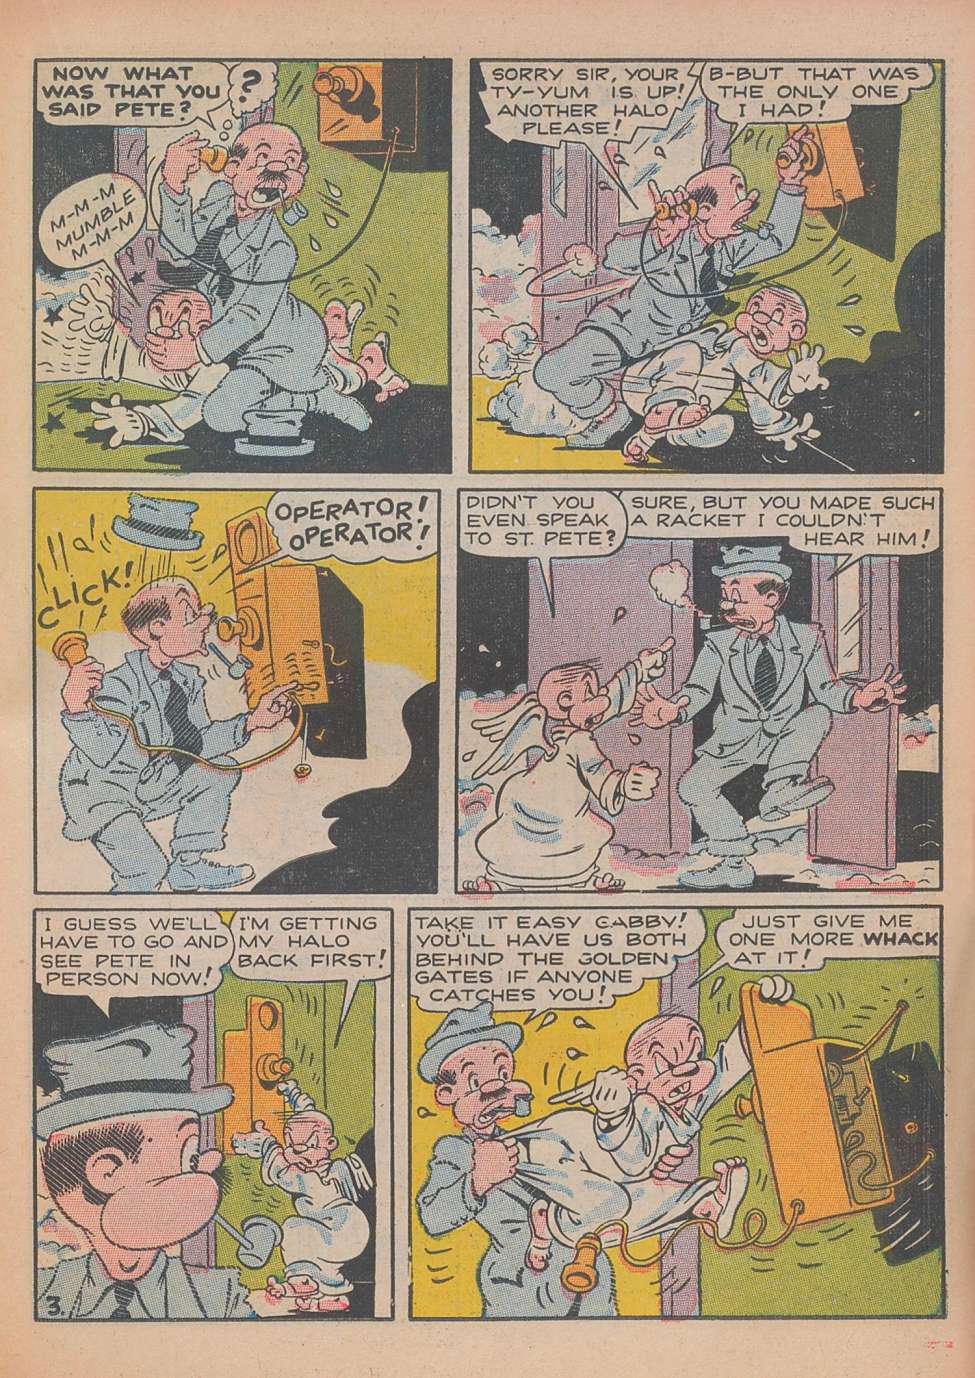 NOW WHAT
WAS THAT YOU
SAID PETE?
?
M-M-M
MUMBLE
M-M-M
SORRY SIR, YOUR
TY-YUM IS UP!
ANOTHER HALO
PLEASE!
B-BUT THAT WAS
THE ONLY ONE
I HAD!
CLICK!
OPERATOR!
OPERATOR!
DIDN'T YOU
EVEN SPEAK
TO ST. PETE?
SURE, BUT YOU MADE SUCH
A RACKET I COULDN'T
HEAR HIM!
I GUESS WE'LL
HAVE TO GO AND
SEE PETE IN
PERSON NOW!
I'M GETTING
MY HALO
BACK FIRST!
3.
TAKE IT EASY GABBY!
YOU'LL HAVE US BOTH
BEHIND THE GOLDEN
GATES IF ANYONE
CATCHES YOU!
JUST GIVE ME
ONE MORE WHACK
AT IT!